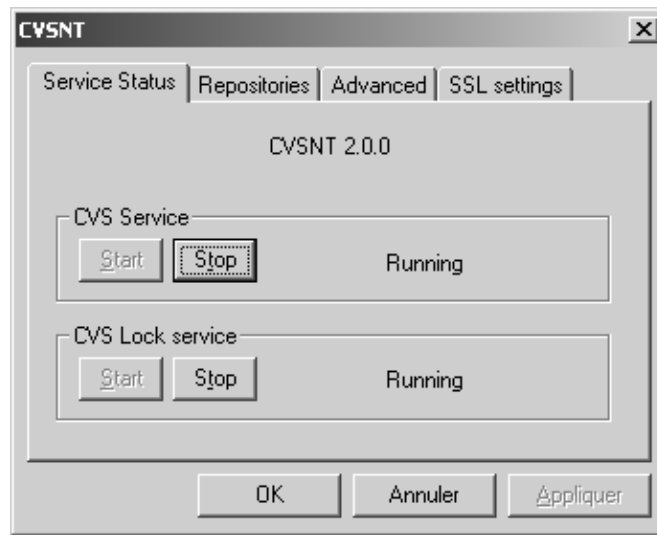 CVSNT
Service Status Repositories Advanced SSL settings
CVSNT 2.0.0
CVS Service
Start Stop Running
CVS Lock service
Start Stop Running
OK Annuler Appliquer